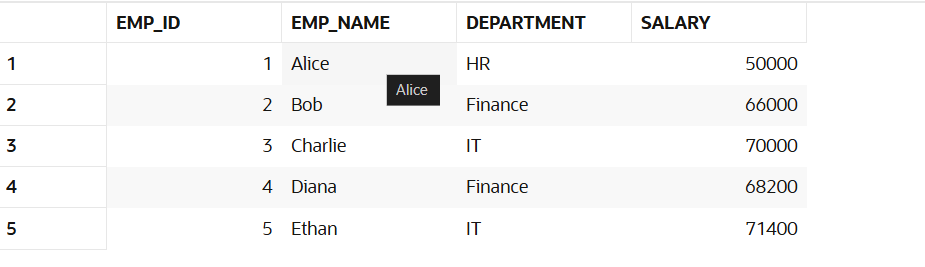 EMP_ID EMP_NAME DEPARTMENT SALARY
1 1 Alice HR 50000
Alice
2 2 Bob Finance 66000
3 3 Charlie IT 70000
4 4 Diana Finance 68200
5 5 Ethan IT 71400